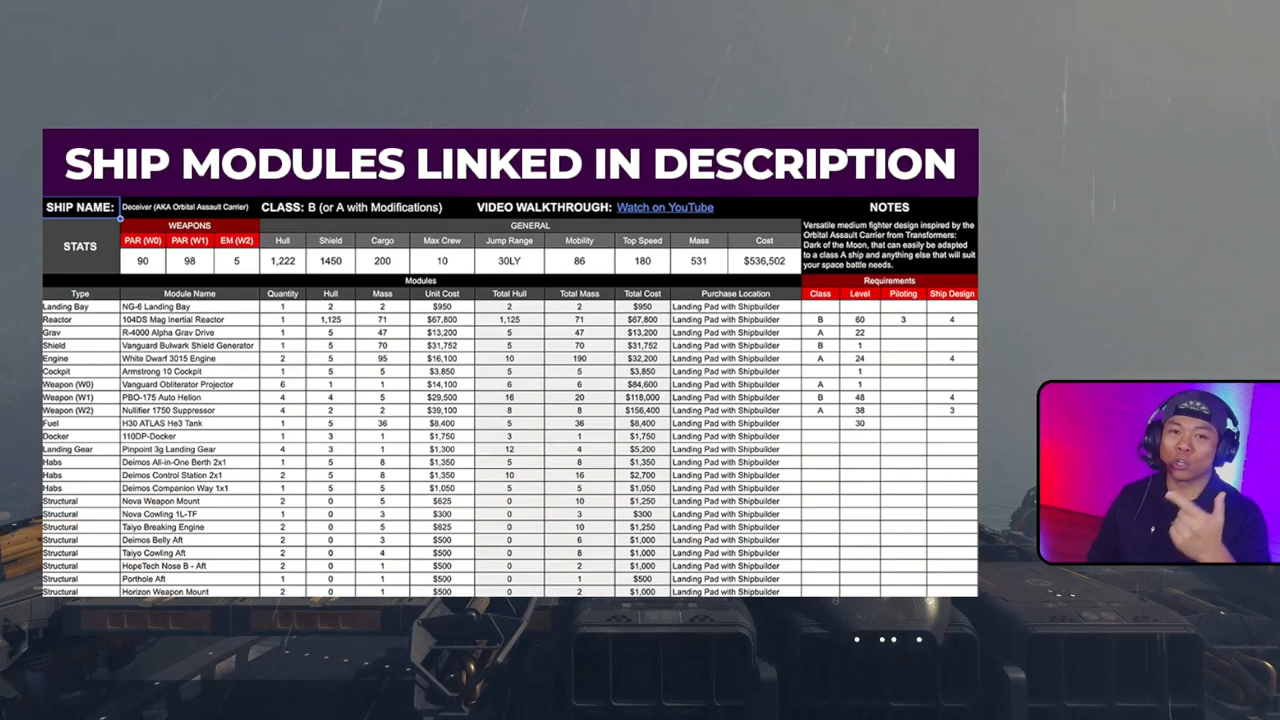 SHIP MODULES LINKED IN DESCRIPTION
SHIP NAME: Deceiver (AKA Orbital Assault Carrier) CLASS: B (or A with Modifications) VIDEO WALKTHROUGH: Watch on YouTube NOTES
STATS WEAPONS GENERAL
PAR (W0) PAR (W1) EM (W2) Hull Shield Cargo Max Crew Jump Range Mobility Top Speed Mass Cost
90 98 5 1,222 1450 200 10 30LY 86 180 531 $536,502
Versatile medium fighter design inspired by the
Orbital Assault Carrier from Transformers:
Dark of the Moon, that can easily be adapted
to a class A ship and anything else that will suit
your space battle needs.
Modules Requirements
Type Module Name Quantity Hull Mass Unit Cost Total Hull Total Mass Total Cost Purchase Location Class Level Piloting Ship Design
Landing Bay NG-6 Landing Bay 1 2 2 $950 2 2 $950 Landing Pad with Shipbuilder
Reactor 104DS Mag Inertial Reactor 1 1,125 71 $67,800 1,125 71 $67,800 Landing Pad with Shipbuilder B 60 3 4
Grav R-4000 Alpha Grav Drive 1 5 47 $13,200 5 47 $13,200 Landing Pad with Shipbuilder A 22
Shield Vanguard Bulwark Shield Generator 1 5 70 $31,752 5 70 $31,752 Landing Pad with Shipbuilder B 1
Engine White Dwarf 3015 Engine 2 5 95 $16,100 10 190 $32,200 Landing Pad with Shipbuilder A 24 4
Cockpit Armstrong 10 Cockpit 1 5 5 $3,850 5 5 $3,850 Landing Pad with Shipbuilder 1
Weapon (W0) Vanguard Obliterator Projector 6 1 1 $14,100 6 6 $84,600 Landing Pad with Shipbuilder A 1
Weapon (W1) PBO-175 Auto Helion 4 4 5 $29,500 16 20 $118,000 Landing Pad with Shipbuilder B 48 4
Weapon (W2) Nullifier 1750 Suppressor 4 2 2 $39,100 8 8 $156,400 Landing Pad with Shipbuilder A 38 3
Fuel H30 ATLAS He3 Tank 1 5 36 $8,400 5 36 $8,400 Landing Pad with Shipbuilder 30
Docker 110DP-Docker 1 3 1 $1,750 3 1 $1,750 Landing Pad with Shipbuilder
Landing Gear Pinpoint 3g Landing Gear 4 3 1 $1,300 12 4 $5,200 Landing Pad with Shipbuilder
Habs Deimos All-in-One Berth 2x1 1 5 8 $1,350 5 8 $1,350 Landing Pad with Shipbuilder
Habs Deimos Control Station 2x1 2 5 8 $1,350 10 16 $2,700 Landing Pad with Shipbuilder
Habs Deimos Companion Way 1x1 1 5 5 $1,050 5 5 $1,050 Landing Pad with Shipbuilder
Structural Nova Weapon Mount 2 0 5 $625 0 10 $1,250 Landing Pad with Shipbuilder
Structural Nova Cowling 1L-TF 1 0 3 $300 0 3 $300 Landing Pad with Shipbuilder
Structural Taiyo Breaking Engine 2 0 5 $625 0 10 $1,250 Landing Pad with Shipbuilder
Structural Deimos Belly Aft 2 0 3 $500 0 6 $1,000 Landing Pad with Shipbuilder
Structural Taiyo Cowling Aft 2 0 4 $500 0 8 $1,000 Landing Pad with Shipbuilder
Structural HopeTech Nose B - Aft 2 0 1 $500 0 2 $1,000 Landing Pad with Shipbuilder
Structural Porthole Aft 1 0 1 $500 0 1 $500 Landing Pad with Shipbuilder
Structural Horizon Weapon Mount 2 0 1 $500 0 2 $1,000 Landing Pad with Shipbuilder